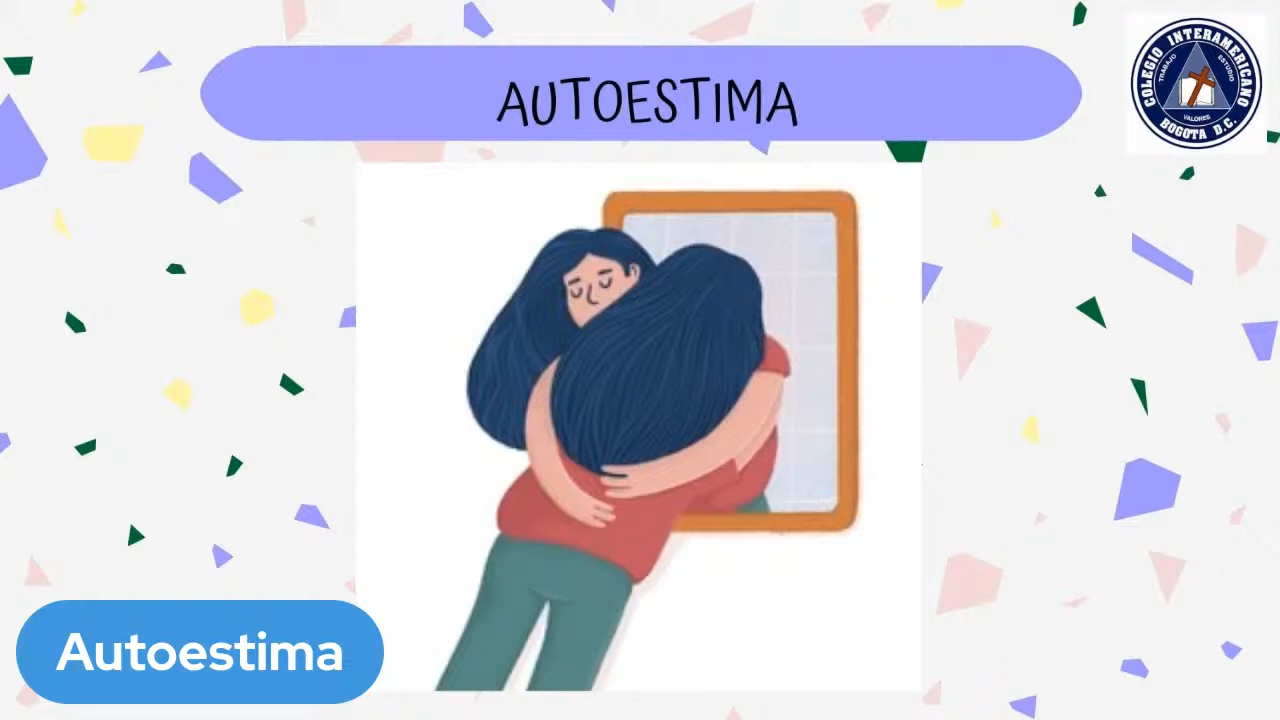 AUTOESTIMA
COLEGIO INTERAMERICANO
TRABAJO
ESTUDIO
VALORES
BOGOTA D.C.
Autoestima